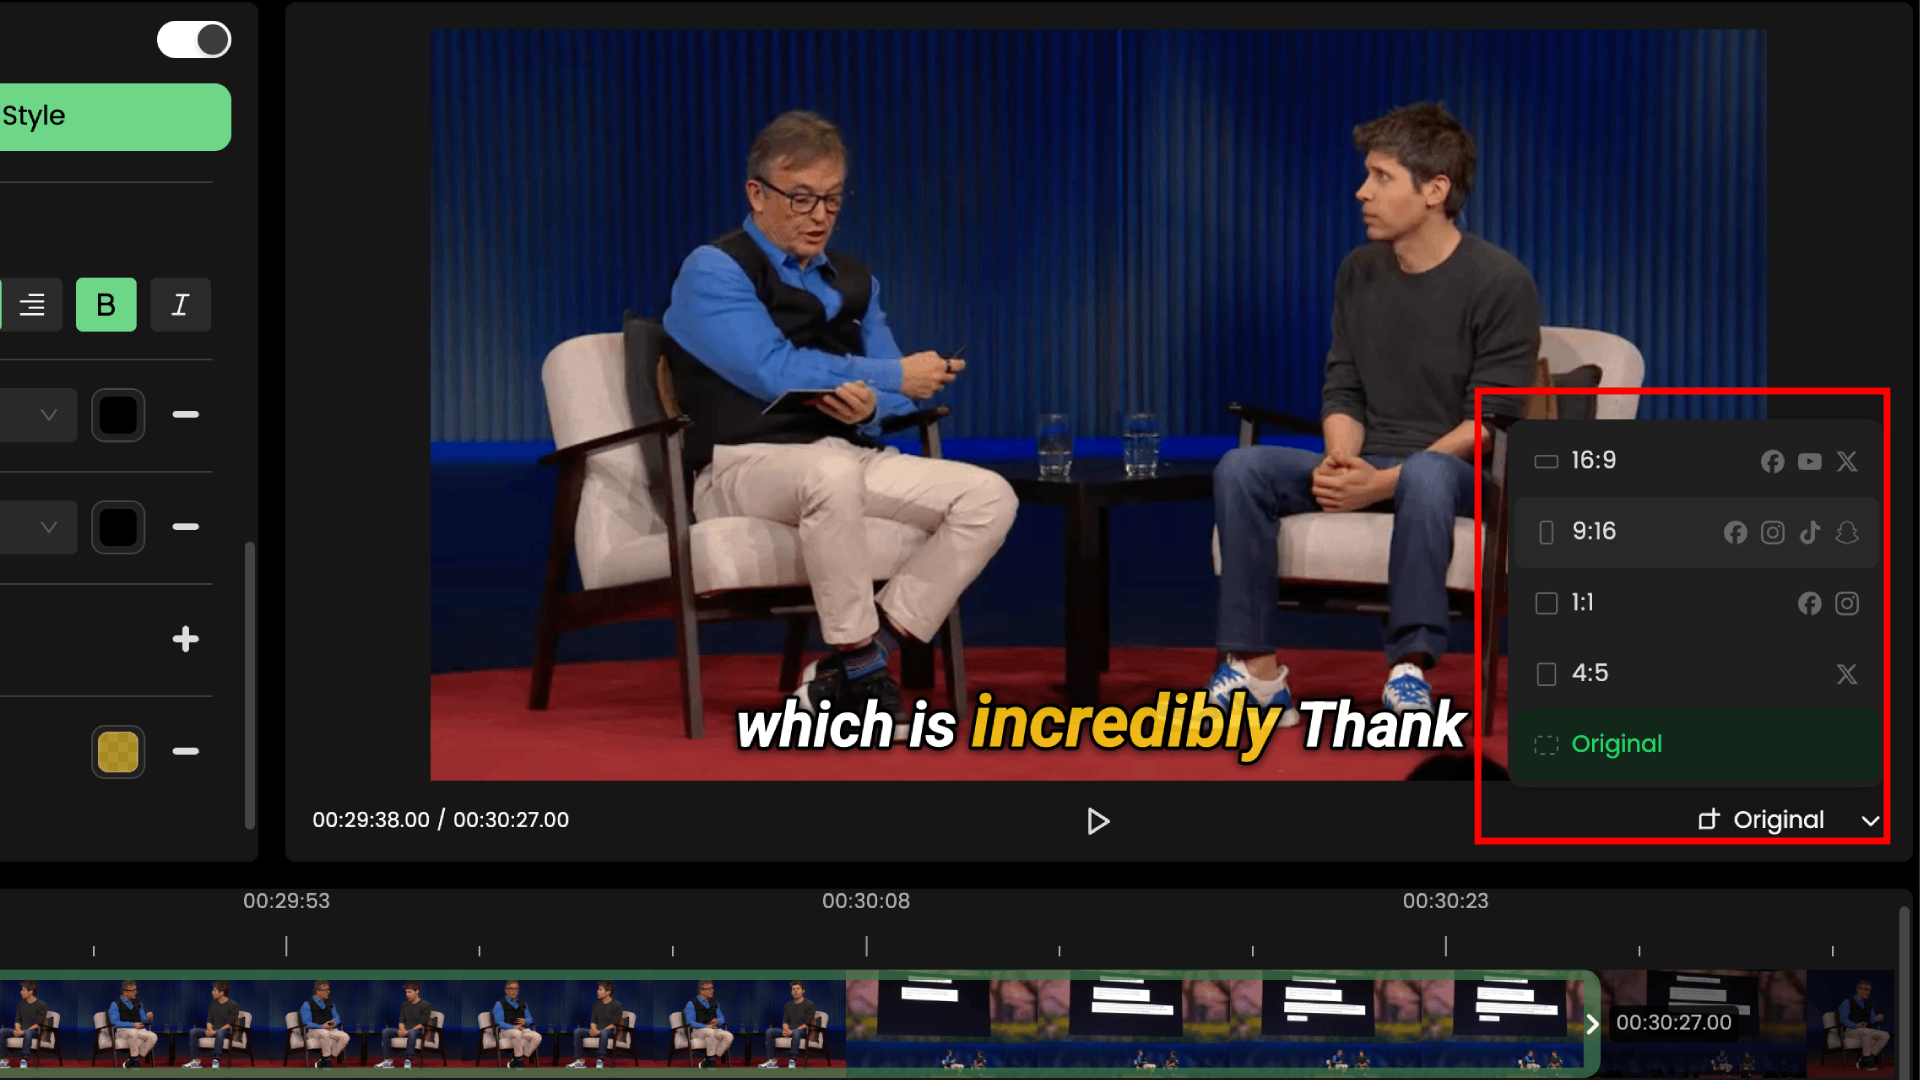 Style
B
I
which is incredibly Thank
16:9
9:16
1:1
4:5
Original
00:29:38.00 / 00:30:27.00
Original
00:29:53
00:30:08
00:30:23
00:30:27.00